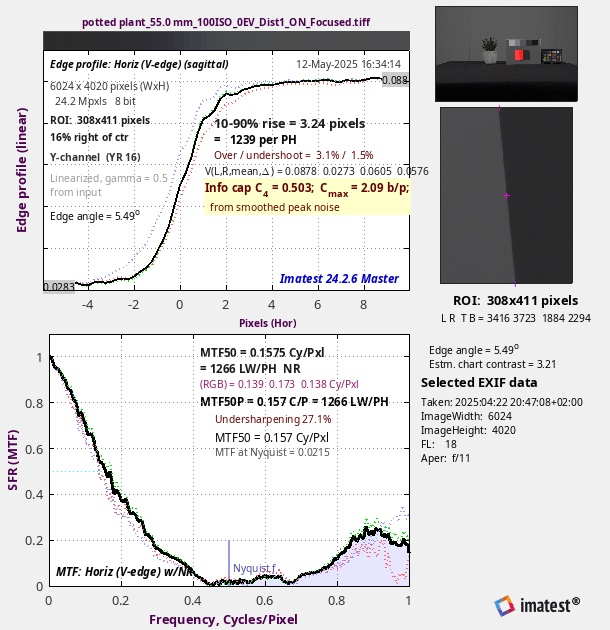 potted plant_55.0 mm_100ISO_0EV_Dist1_ON_Focused.tiff
Edge profile: Horiz (V-edge) (sagittal)
12-May-2025 16:34:14
0.088
6024 x 4020 pixels (WxH)
24.2 Mpxls 8 bit
ROI: 308x411 pixels
16% right of ctr
Y-channel (YR 16)
Linearized, gamma = 0.5
from input
Edge angle = 5.49°
10-90% rise = 3.24 pixels
= 1239 per PH
Over / undershoot = 3.1% / 1.5%
V(L,R,mean,Δ) = 0.0878 0.0273 0.0605 0.0576
Info cap C4 = 0.503; Cmax = 2.09 b/p;
from smoothed peak noise
0.0283
Imatest 24.2.6 Master
Edge profile (linear)
-4 -2 0 2 4 6 8
Pixels (Hor)
MTF50 = 0.1575 Cy/Pxl
= 1266 LW/PH NR
(RGB) = 0.139 0.173 0.138 Cy/Pxl
MTF50P = 0.157 C/P = 1266 LW/PH
Undersharpening 27.1%
MTF50 = 0.157 Cy/Pxl
MTF at Nyquist = 0.0215
1
0.8
0.6
0.4
0.2
0
SFR (MTF)
MTF: Horiz (V-edge) w/NR
Nyquist f
0 0.2 0.4 0.6 0.8 1
Frequency, Cycles/Pixel
ROI: 308x411 pixels
L R T B = 3416 3723 1884 2294
Edge angle = 5.49°
Estm. chart contrast = 3.21
Selected EXIF data
Taken: 2025:04:22 20:47:08+02:00
ImageWidth: 6024
ImageHeight: 4020
FL: 18
Aper: f/11
imatest®